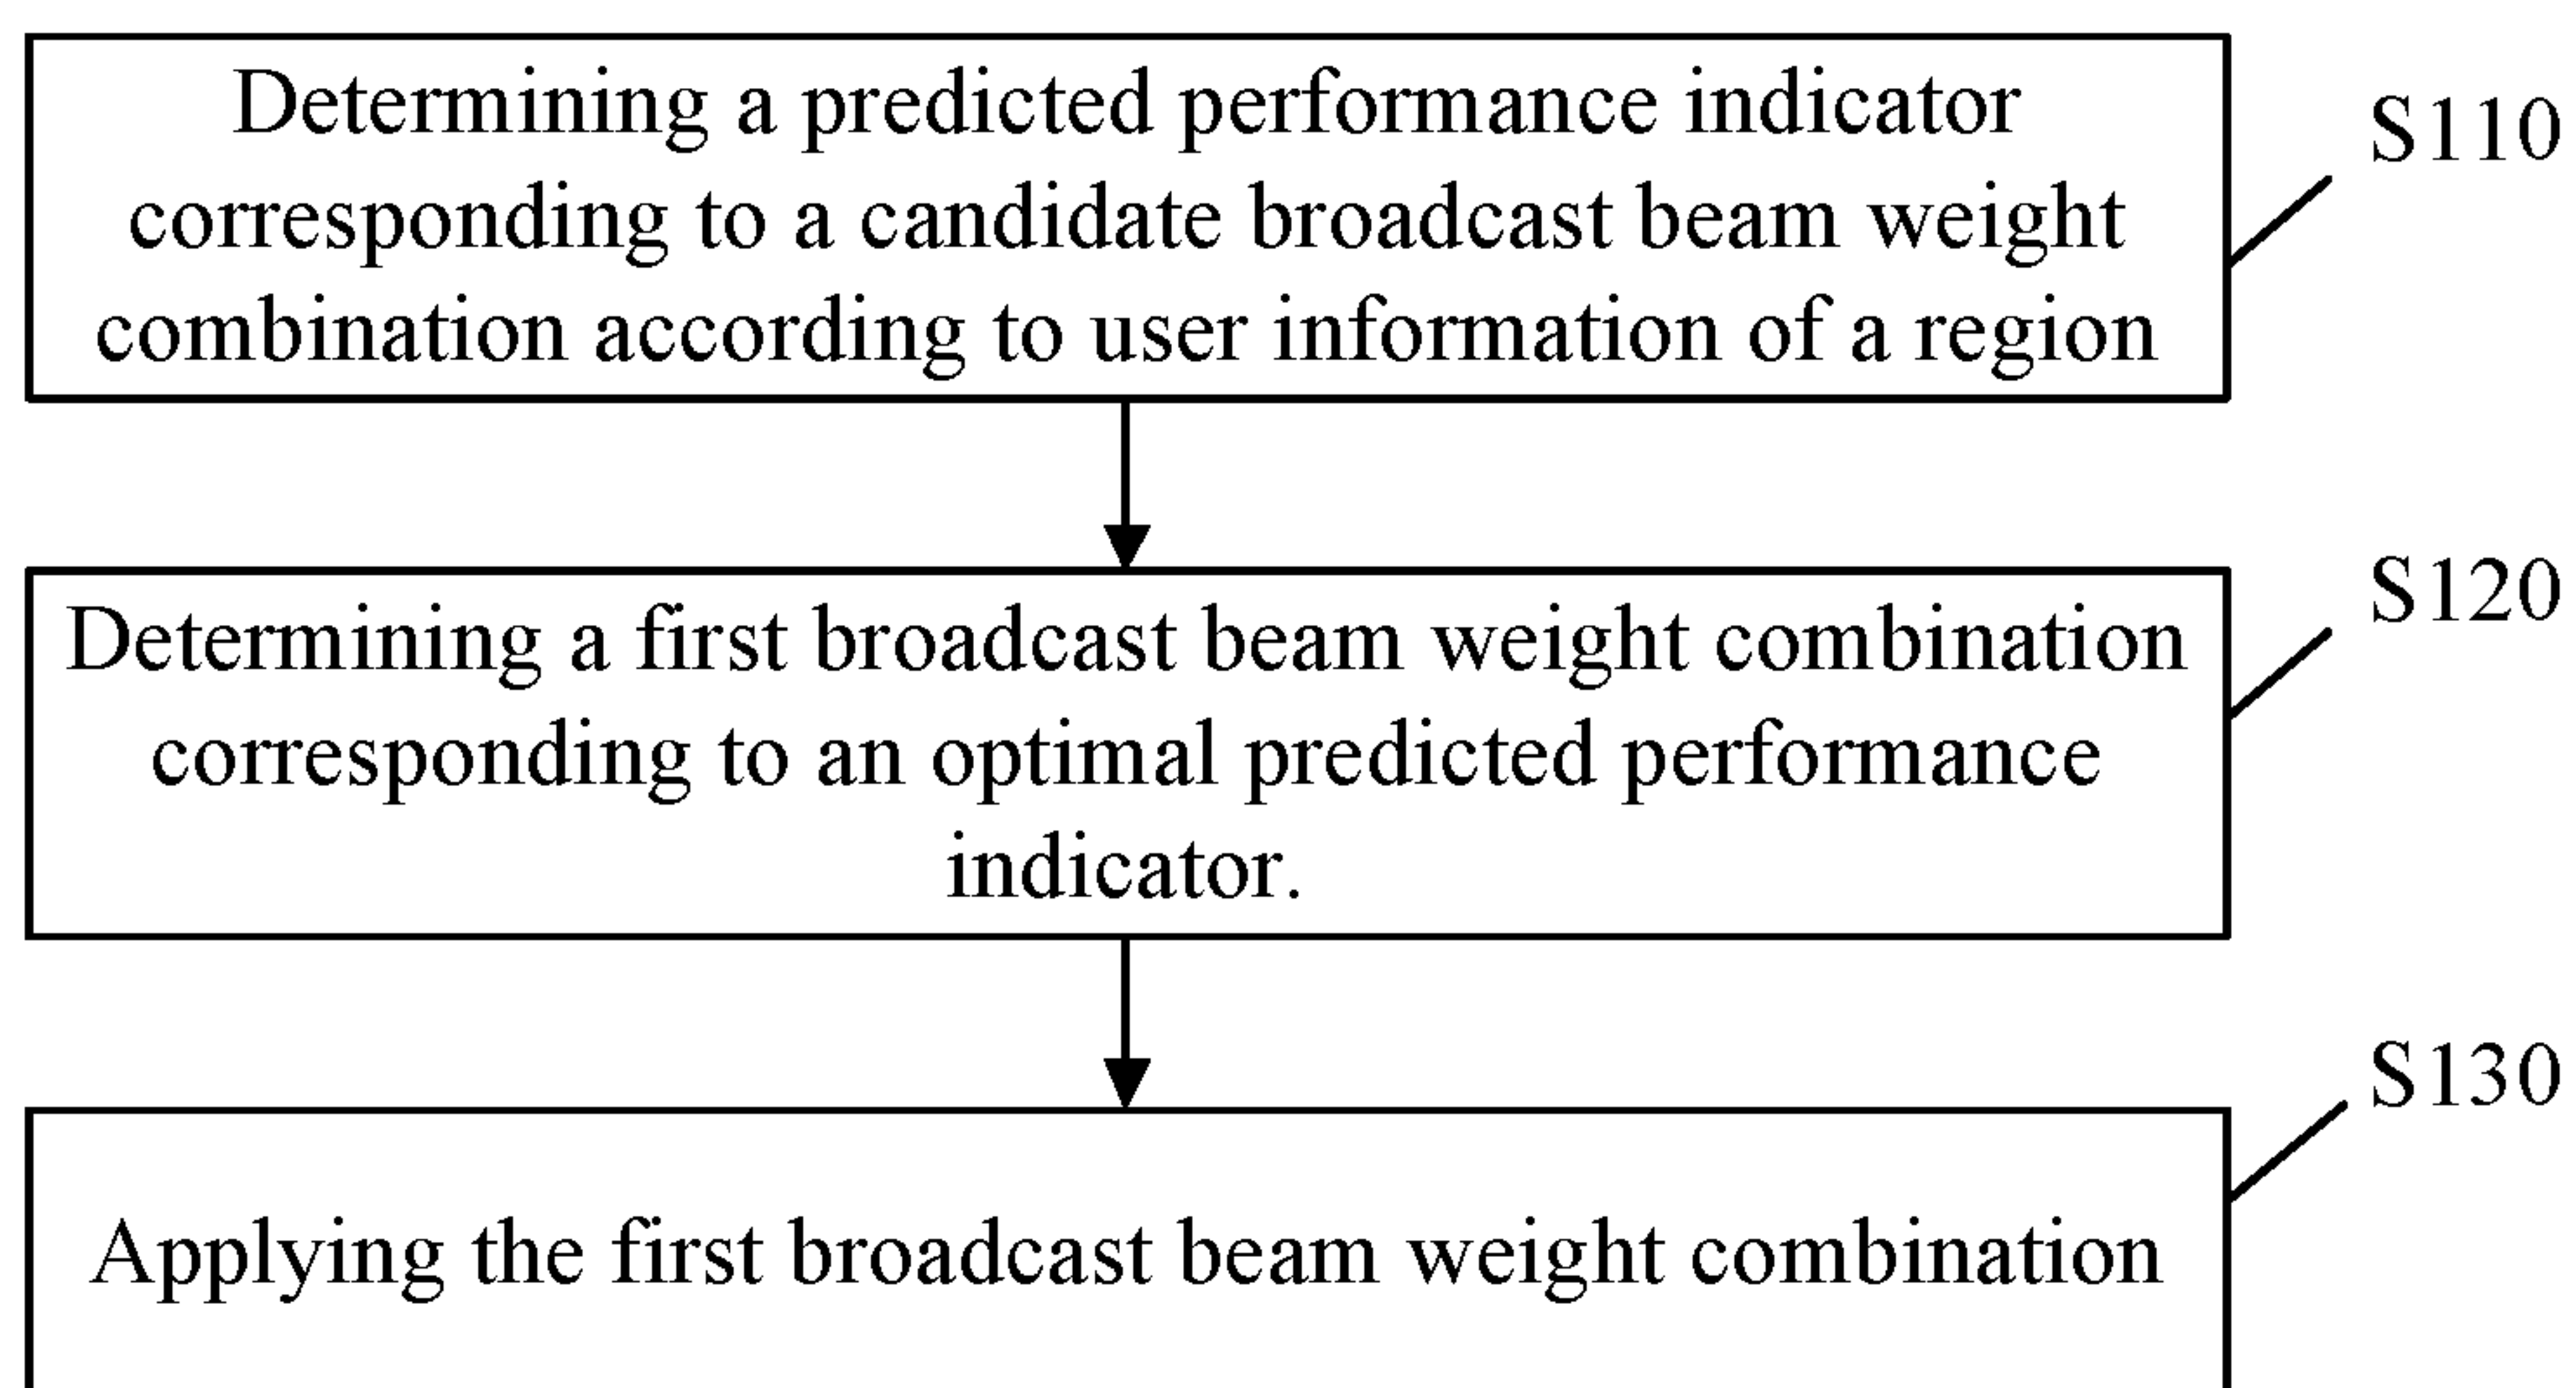 Determining a predicted performance indicator
corresponding to a candidate broadcast beam weight
combination according to user information of a region
S110
Determining a first broadcast beam weight combination
corresponding to an optimal predicted performance
indicator.
S120
Applying the first broadcast beam weight combination
S130